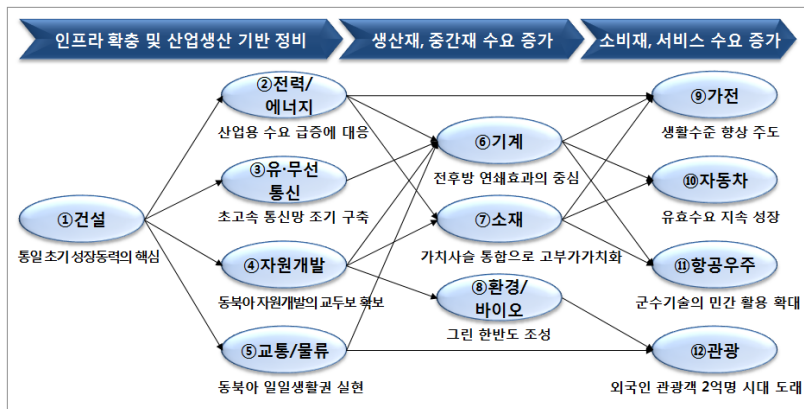 인프라 확충 및 산업생산 기반 정비
생산재, 중간재 수요 증가
소비재, 서비스 수요 증가
①건설
통일 초기 성장동력의 핵심
②전력/
에너지
산업용 수요 급증에 대응
③유·무선
통신
초고속 통신망 조기 구축
④자원개발
동북아 자원개발의 교두보 확보
⑤교통/물류
동북아 일일생활권 실현
⑥기계
전후방 연쇄효과의 중심
⑦소재
가치사슬 통합으로 고부가가치화
⑧환경/
바이오
그린 한반도 조성
⑨가전
생활수준 향상 주도
⑩자동차
유효수요 지속 성장
⑪항공우주
군수기술의 민간 활용 확대
⑫관광
외국인 관광객 2억명 시대 도래